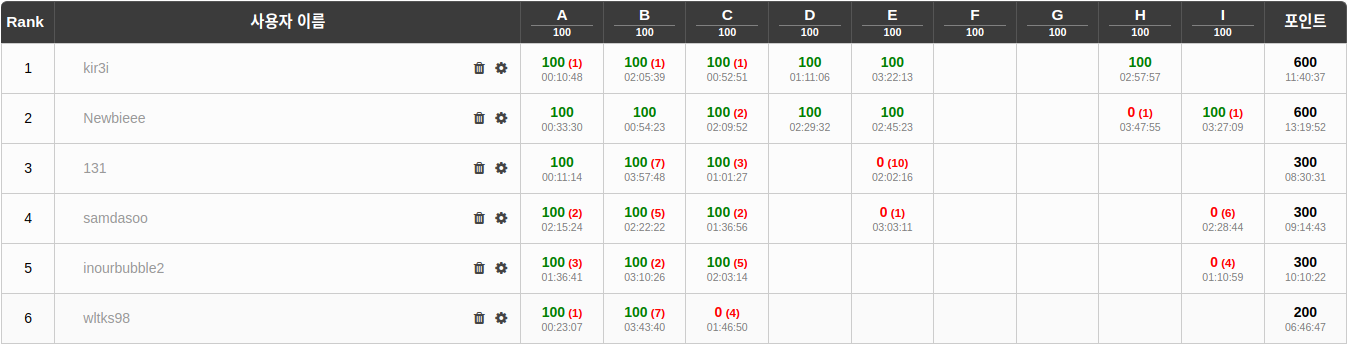 Rank 사용자 이름 A B C D E F G H I 포인트
100 100 100 100 100 100 100 100 100
1 kir3i 100 (1) 100 (1) 100 (1) 100 100 100 600
00:10:48 02:05:39 00:52:51 01:11:06 03:22:13 02:57:57 11:40:37
2 Newbieee 100 100 100 (2) 100 100 0 (1) 100 (1) 600
00:33:30 00:54:23 02:09:52 02:29:32 02:45:23 03:47:55 03:27:09 13:19:52
3 131 100 100 (7) 100 (3) 0 (10) 300
00:11:14 03:57:48 01:01:27 02:02:16 08:30:31
4 samdasoo 100 (2) 100 (5) 100 (2) 0 (1) 0 (6) 300
02:15:24 02:22:22 01:36:56 03:03:11 02:28:44 09:14:43
5 inourbubble2 100 (3) 100 (2) 100 (5) 0 (4) 300
01:36:41 03:10:26 02:03:14 01:10:59 10:10:22
6 wltks98 100 (1) 100 (7) 0 (4) 200
00:23:07 03:43:40 01:46:50 06:46:47